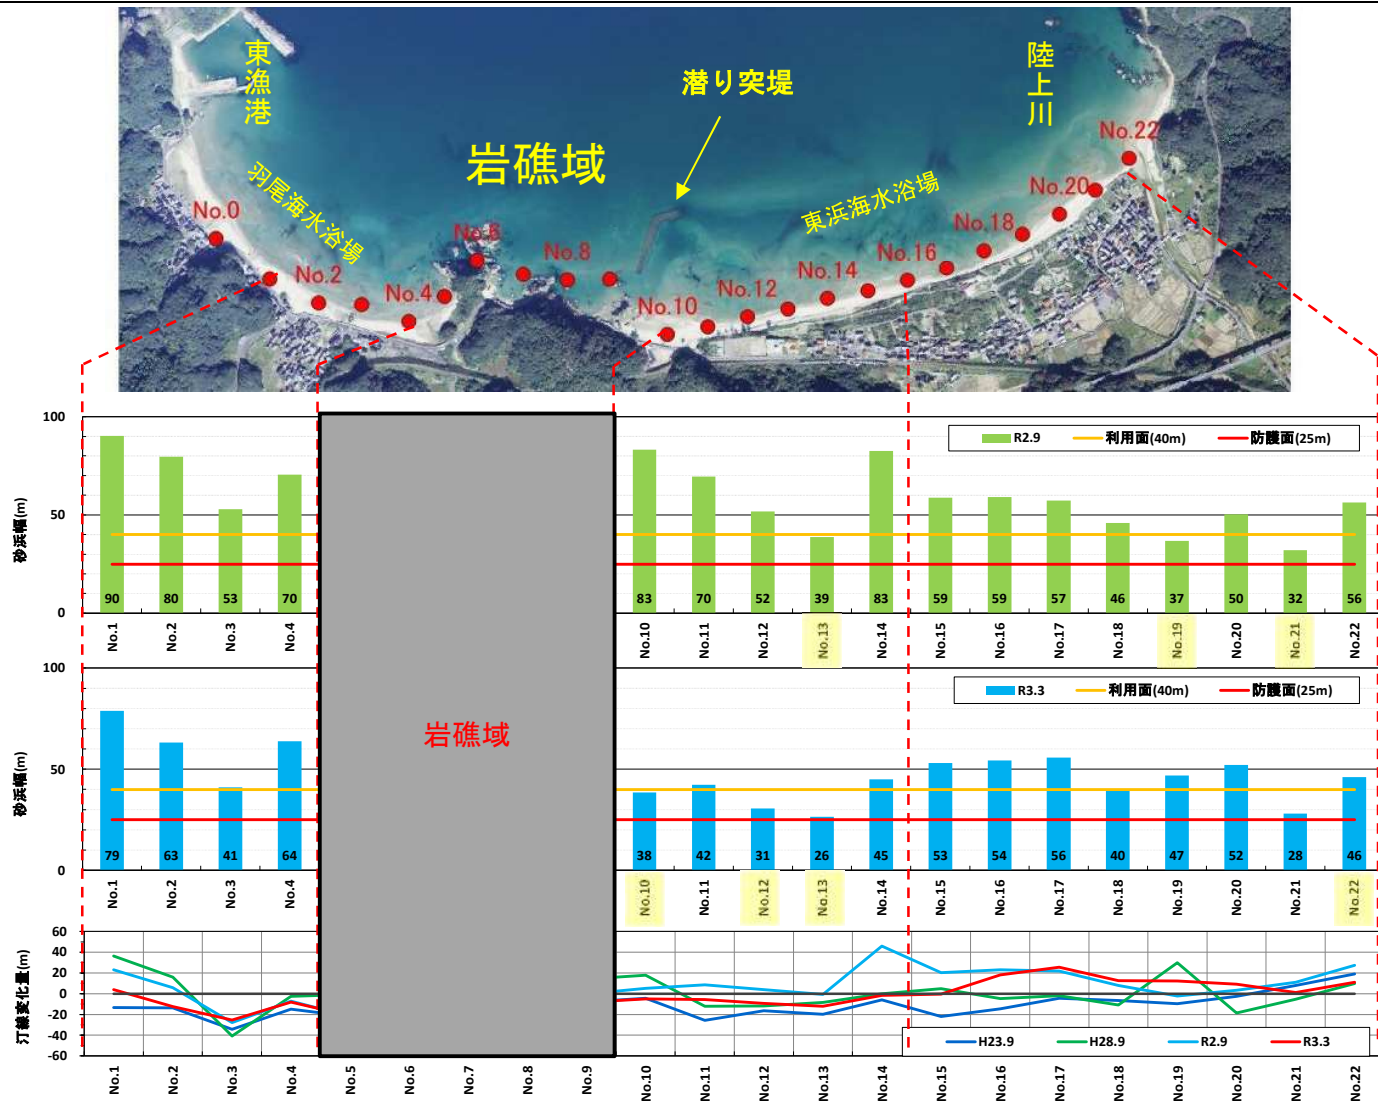 東漁港
陸上川
潜り突堤
岩礁域
羽尾海水浴場
東浜海水浴場
No.0
No.2
No.4
No.6
No.8
No.10
No.12
No.14
No.16
No.18
No.20
No.22
砂浜幅(m)
100
50
0
R2.9 利用面(40m) 防護面(25m)
90 80 53 70 83 70 52 39 83 59 59 57 46 37 50 32 56
No.1 No.2 No.3 No.4 No.10 No.11 No.12 No.13 No.14 No.15 No.16 No.17 No.18 No.19 No.20 No.21 No.22
砂浜幅(m)
100
50
0
R3.3 利用面(40m) 防護面(25m)
岩礁域
79 63 41 64 38 42 31 26 45 53 54 56 40 47 52 28 46
No.1 No.2 No.3 No.4 No.10 No.11 No.12 No.13 No.14 No.15 No.16 No.17 No.18 No.19 No.20 No.21 No.22
汀線変化量(m)
60
40
20
0
-20
-40
-60
H23.9 H28.9 R2.9 R3.3
No.1 No.2 No.3 No.4 No.5 No.6 No.7 No.8 No.9 No.10 No.11 No.12 No.13 No.14 No.15 No.16 No.17 No.18 No.19 No.20 No.21 No.22